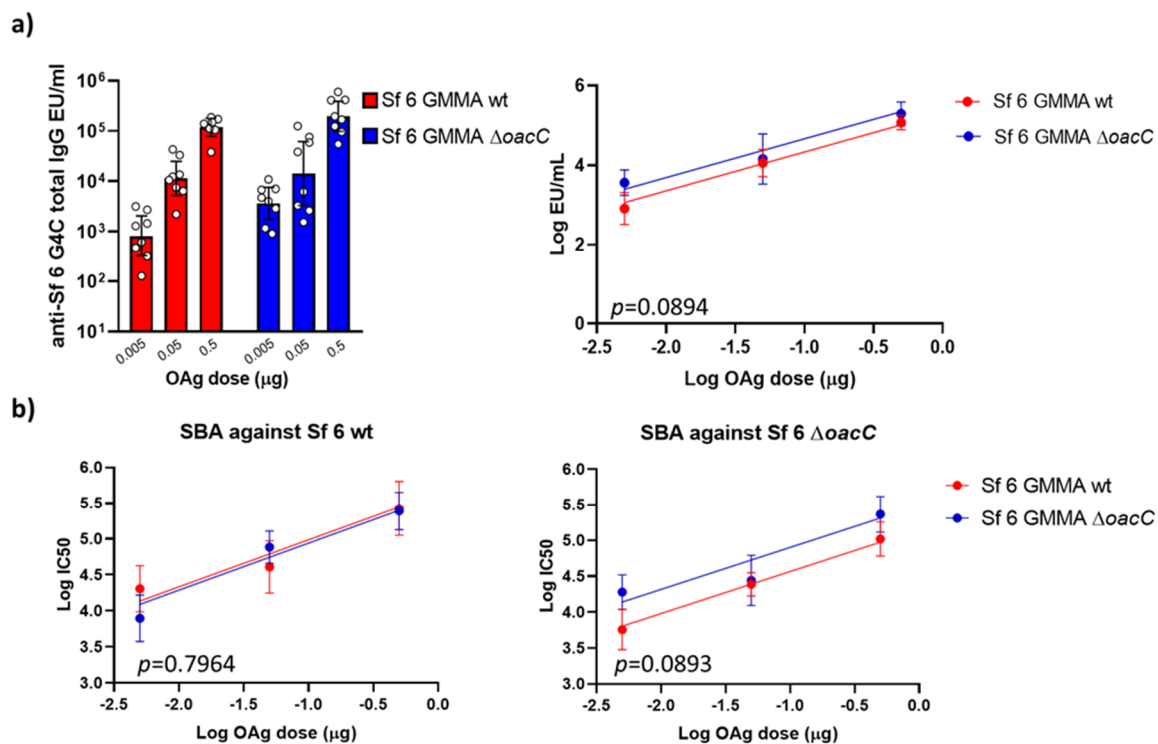 a)
anti-Sf 6 G4C total IgG EU/ml
10⁶
10⁵
10⁴
10³
10²
10¹
0.005
0.05
0.5
0.005
0.05
0.5
OAg dose (µg)
Sf 6 GMMA wt
Sf 6 GMMA ΔoacC
Log EU/mL
6
4
2
0
p=0.0894
-2.5
-2.0
-1.5
-1.0
-0.5
0.0
Log OAg dose (µg)
Sf 6 GMMA wt
Sf 6 GMMA ΔoacC
b)
SBA against Sf 6 wt
Log IC50
6.0
5.5
5.0
4.5
4.0
3.5
3.0
p=0.7964
-2.5
-2.0
-1.5
-1.0
-0.5
0.0
Log OAg dose (µg)
SBA against Sf 6 ΔoacC
Log IC50
6.0
5.5
5.0
4.5
4.0
3.5
3.0
p=0.0893
-2.5
-2.0
-1.5
-1.0
-0.5
0.0
Log OAg dose (µg)
Sf 6 GMMA wt
Sf 6 GMMA ΔoacC